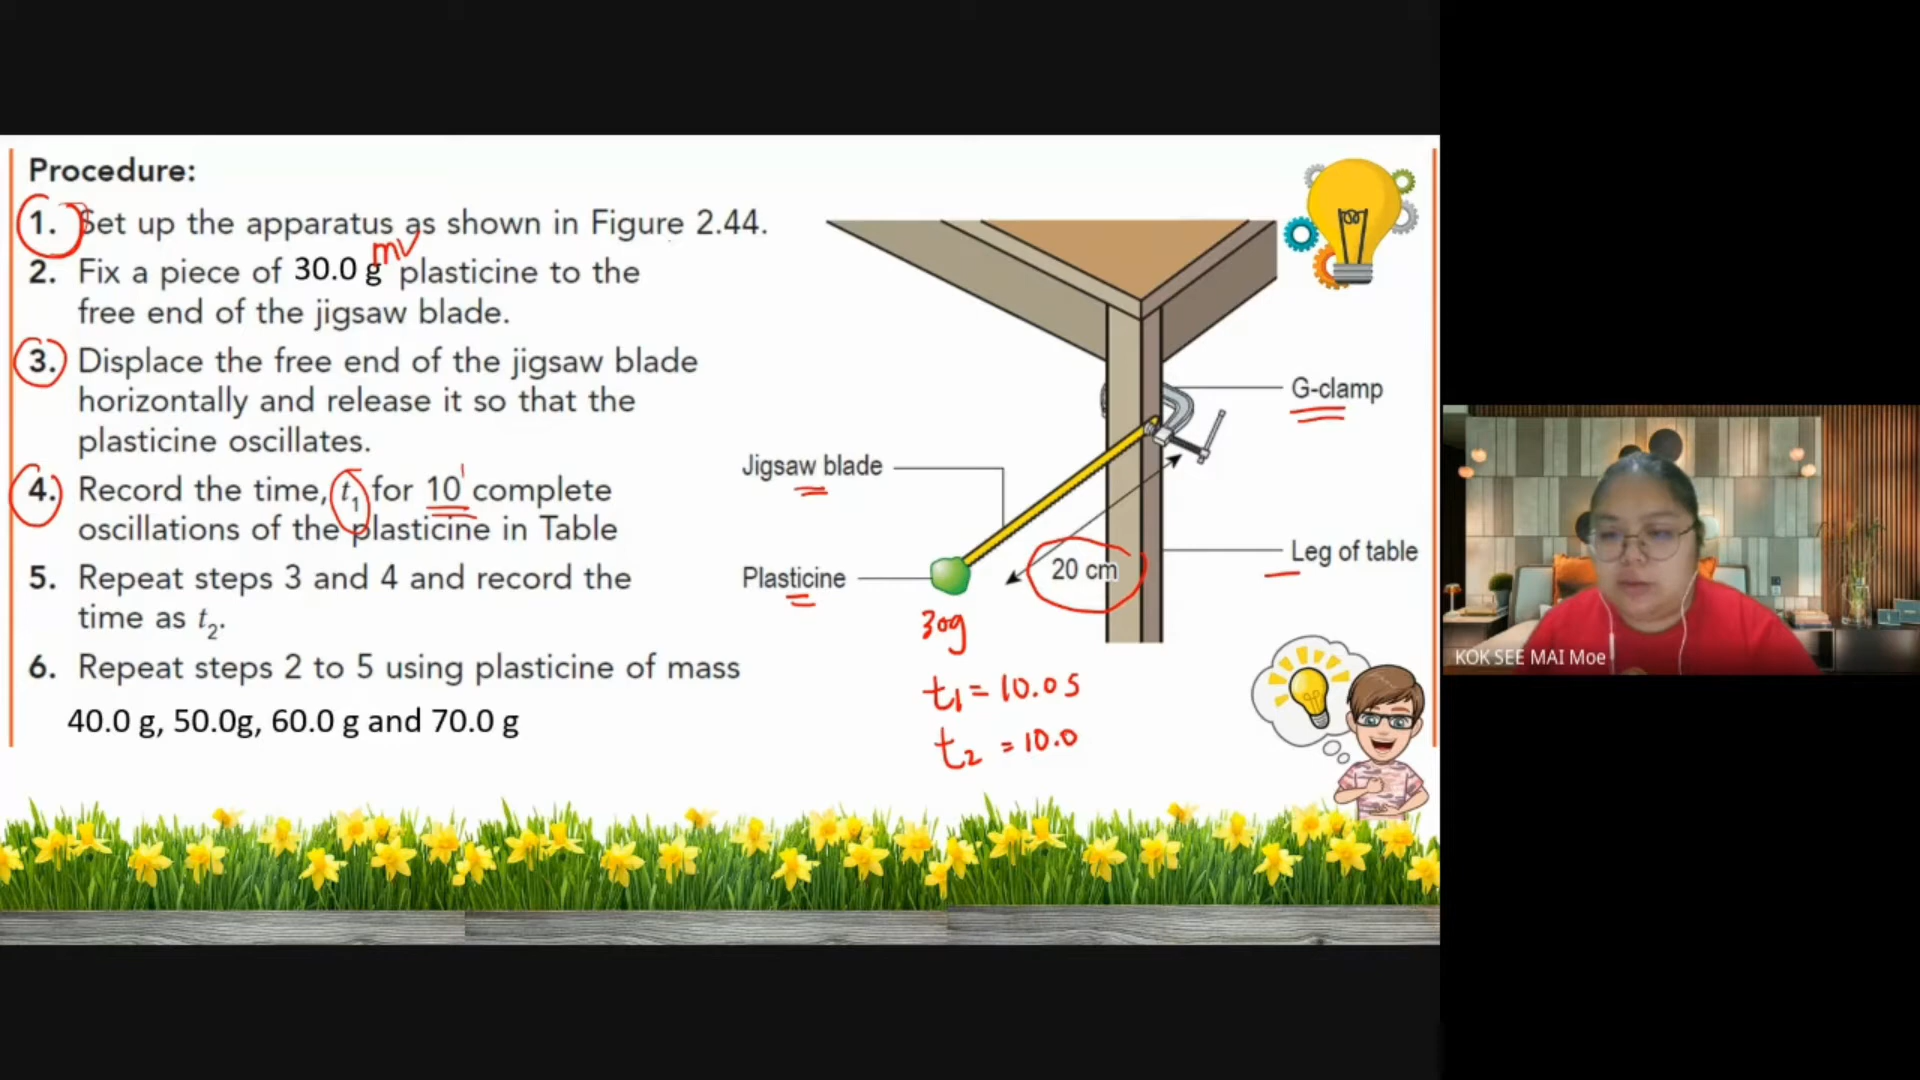 Procedure:
1. Set up the apparatus as shown in Figure 2.44.
mv
2. Fix a piece of 30.0 g plasticine to the
free end of the jigsaw blade.
3. Displace the free end of the jigsaw blade
horizontally and release it so that the
plasticine oscillates.
4. Record the time, t1 for 10 complete
oscillations of the plasticine in Table
5. Repeat steps 3 and 4 and record the
time as t2.
6. Repeat steps 2 to 5 using plasticine of mass
40.0 g, 50.0g, 60.0 g and 70.0 g
G-clamp
Jigsaw blade
Leg of table
20 cm
Plasticine
30g
t1 = 10.05
t2 = 10.0
KOK SEE MAI Moe